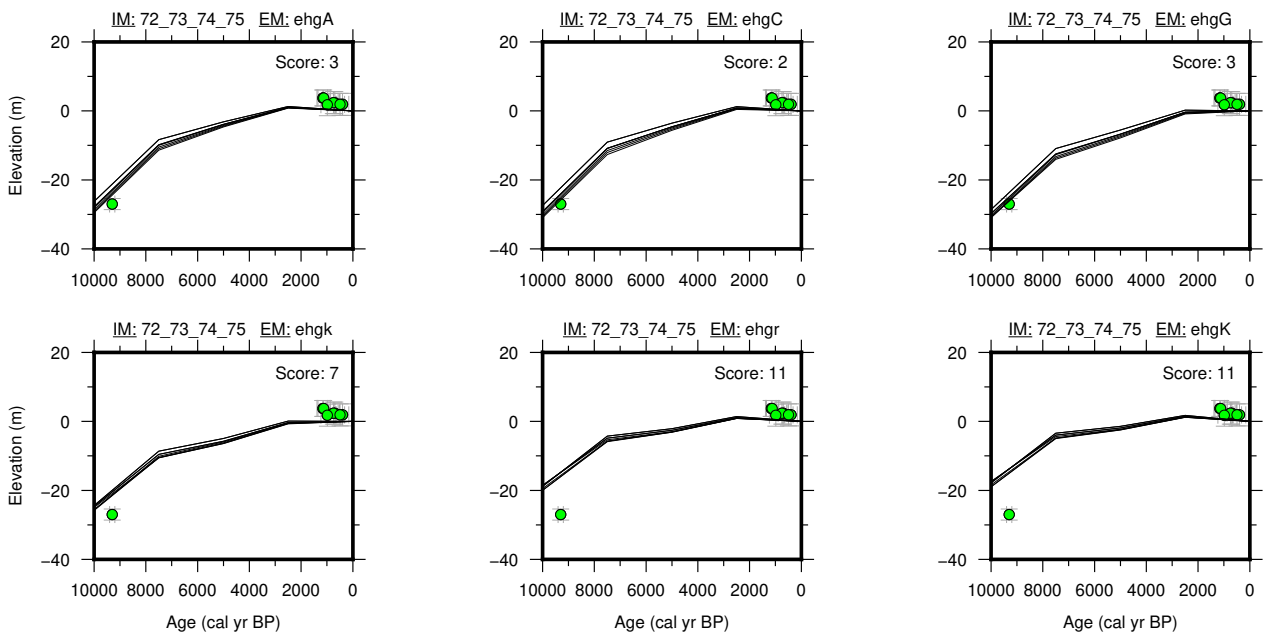 IM: 72_73_74_75 EM: ehgA
IM: 72_73_74_75 EM: ehgC
IM: 72_73_74_75 EM: ehgG
Score: 3
Score: 2
Score: 3
Elevation (m)
20
0
−20
−40
20
0
−20
−40
20
0
−20
−40
10000 8000 6000 4000 2000 0
10000 8000 6000 4000 2000 0
10000 8000 6000 4000 2000 0
IM: 72_73_74_75 EM: ehgk
IM: 72_73_74_75 EM: ehgr
IM: 72_73_74_75 EM: ehgK
Score: 7
Score: 11
Score: 11
Elevation (m)
20
0
−20
−40
20
0
−20
−40
20
0
−20
−40
10000 8000 6000 4000 2000 0
10000 8000 6000 4000 2000 0
10000 8000 6000 4000 2000 0
Age (cal yr BP)
Age (cal yr BP)
Age (cal yr BP)